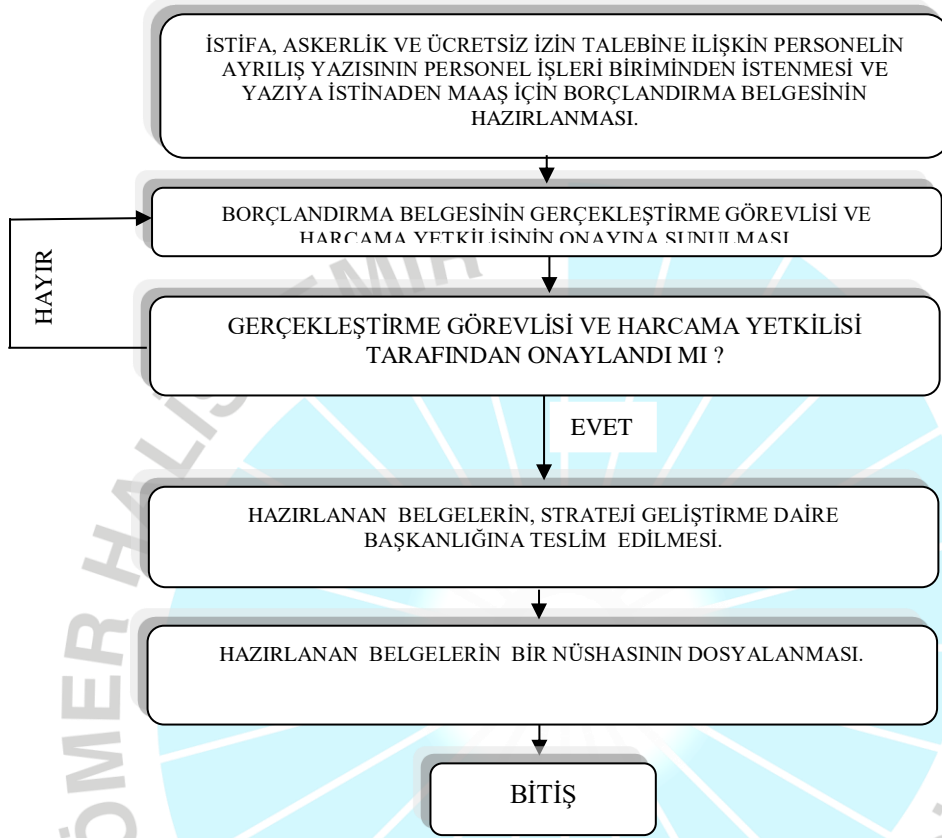 İSTİFA, ASKERLİK VE ÜCRETSİZ İZİN TALEBİNE İLİŞKİN PERSONELİN
AYRILIŞ YAZISININ PERSONEL İŞLERİ BİRİMİNDEN İSTENMESİ VE
YAZIYA İSTİNADEN MAAŞ İÇİN BORÇLANDIRMA BELGESİNİN
HAZIRLANMASI.
BORÇLANDIRMA BELGESİNİN GERÇEKLEŞTİRME GÖREVLİSİ VE
HARCAMA YETKİLİSİNİN ONAYINA SUNULMASI
HAYIR
GERÇEKLEŞTİRME GÖREVLİSİ VE HARCAMA YETKİLİSİ
TARAFINDAN ONAYLANDI MI ?
EVET
HAZIRLANAN BELGELERİN, STRATEJİ GELİŞTİRME DAİRE
BAŞKANLIĞINA TESLİM EDİLMESİ.
HAZIRLANAN BELGELERİN BİR NÜSHASININ DOSYALANMASI.
BİTİŞ
ÖMER HALİS
EMİR